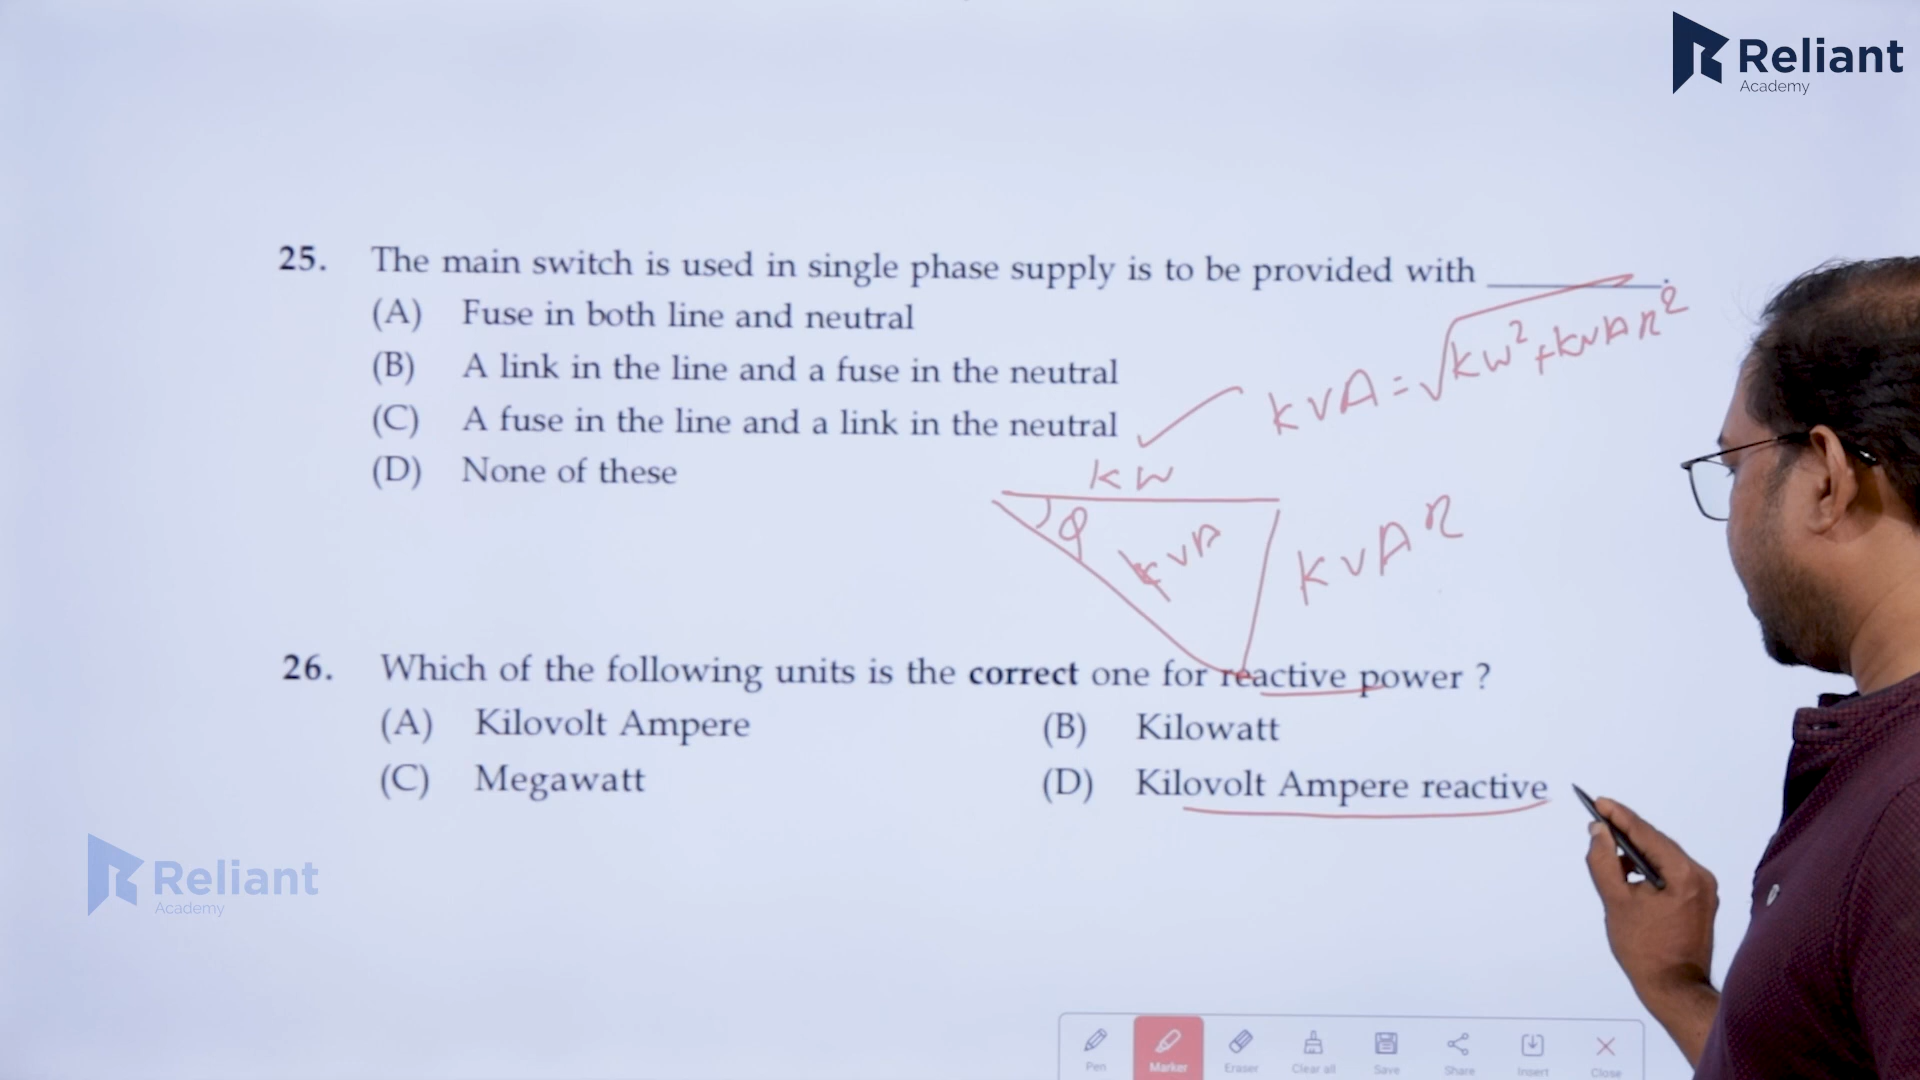 Reliant
Academy
25. The main switch is used in single phase supply is to be provided with ________.
(A) Fuse in both line and neutral
(B) A link in the line and a fuse in the neutral
(C) A fuse in the line and a link in the neutral
(D) None of these
kVA = √kW² + kVAR²
kW
φ
kVA
kVAR
26. Which of the following units is the correct one for reactive power ?
(A) Kilovolt Ampere
(B) Kilowatt
(C) Megawatt
(D) Kilovolt Ampere reactive
Reliant
Academy
Pen Marker Eraser Clear all Save Share Insert Close